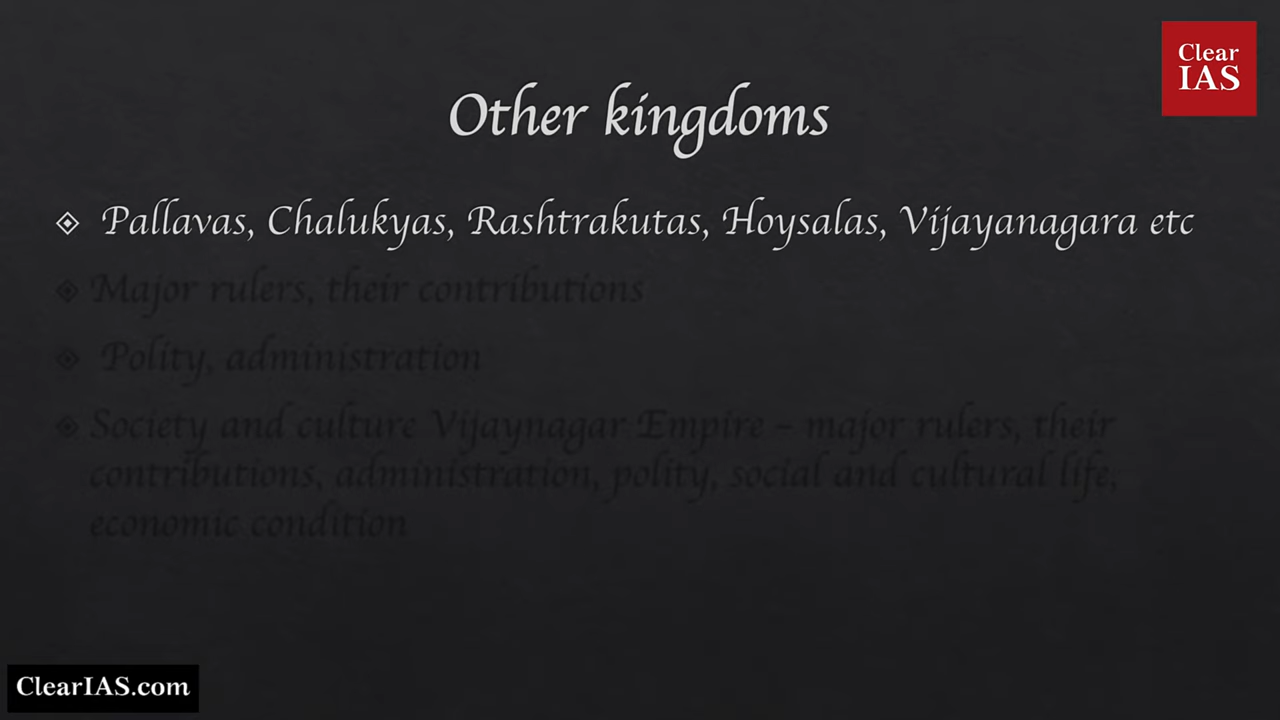 Clear
IAS
Other kingdoms
Pallavas, Chalukyas, Rashtrakutas, Hoysalas, Vijayanagara etc
Major rulers, their contributions
Polity, administration
Society and culture Vijaynagar Empire – major rulers, their
contributions, administration, polity, social and cultural life,
economic condition
ClearIAS.com